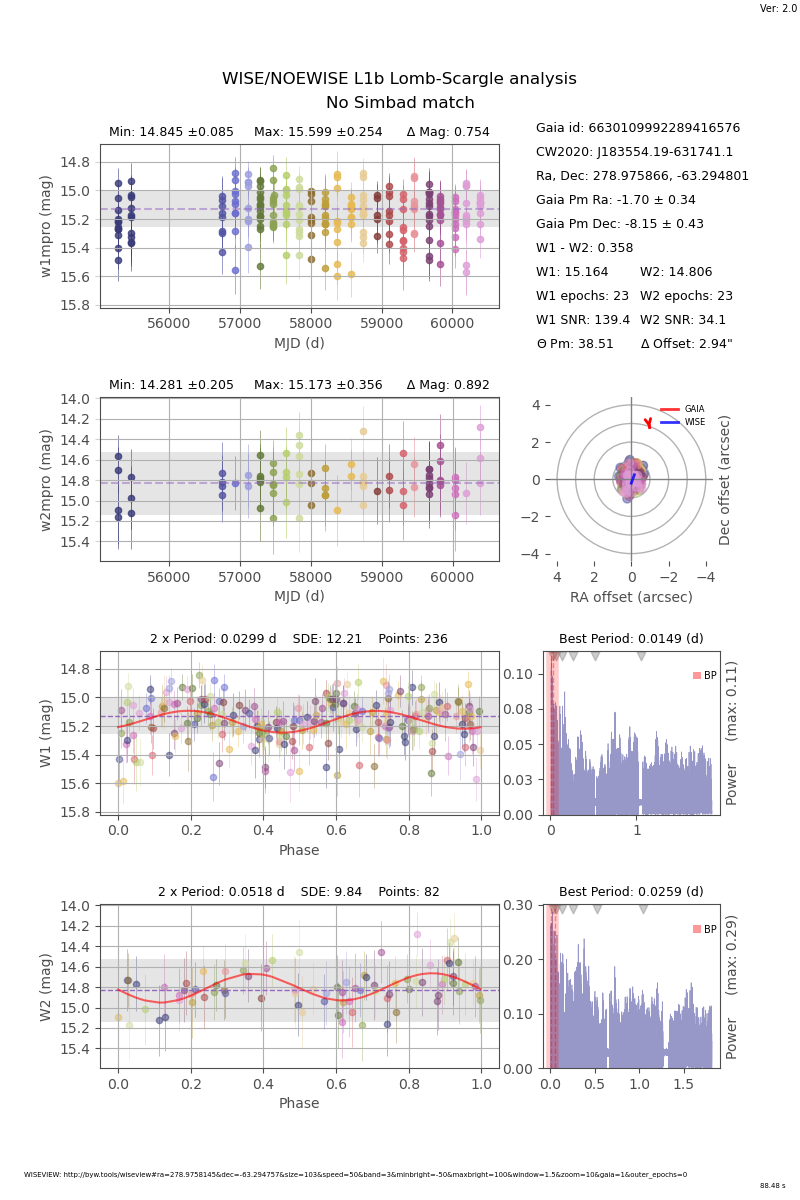 Ver: 2.0
WISE/NOEWISE L1b Lomb-Scargle analysis
No Simbad match
Min: 14.845 ±0.085 Max: 15.599 ±0.254 Δ Mag: 0.754
14.8
15.0
15.2
15.4
15.6
15.8
w1mpro (mag)
56000 57000 58000 59000 60000
MJD (d)
Gaia id: 6630109992289416576
CW2020: J183554.19-631741.1
Ra, Dec: 278.975866, -63.294801
Gaia Pm Ra: -1.70 ± 0.34
Gaia Pm Dec: -8.15 ± 0.43
W1 - W2: 0.358
W1: 15.164 W2: 14.806
W1 epochs: 23 W2 epochs: 23
W1 SNR: 139.4 W2 SNR: 34.1
Θ Pm: 38.51 Δ Offset: 2.94"
Min: 14.281 ±0.205 Max: 15.173 ±0.356 Δ Mag: 0.892
14.0
14.2
14.4
14.6
14.8
15.0
15.2
15.4
w2mpro (mag)
56000 57000 58000 59000 60000
MJD (d)
GAIA
WISE
4
2
0
−2
−4
4 2 0 −2 −4
RA offset (arcsec)
Dec offset (arcsec)
2 x Period: 0.0299 d SDE: 12.21 Points: 236
14.8
15.0
15.2
15.4
15.6
15.8
W1 (mag)
0.0 0.2 0.4 0.6 0.8 1.0
Phase
Best Period: 0.0149 (d)
BP
0.10
0.08
0.05
0.03
0.00
0 1
Power (max: 0.11)
2 x Period: 0.0518 d SDE: 9.84 Points: 82
14.0
14.2
14.4
14.6
14.8
15.0
15.2
15.4
W2 (mag)
0.0 0.2 0.4 0.6 0.8 1.0
Phase
Best Period: 0.0259 (d)
BP
0.30
0.20
0.10
0.00
0.0 0.5 1.0 1.5
Power (max: 0.29)
WISEVIEW: http://byw.tools/wiseview#ra=278.9758145&dec=-63.294757&size=103&speed=50&band=3&minbright=-50&maxbright=100&window=1.5&zoom=10&gaia=1&outer_epochs=0
88.48 s